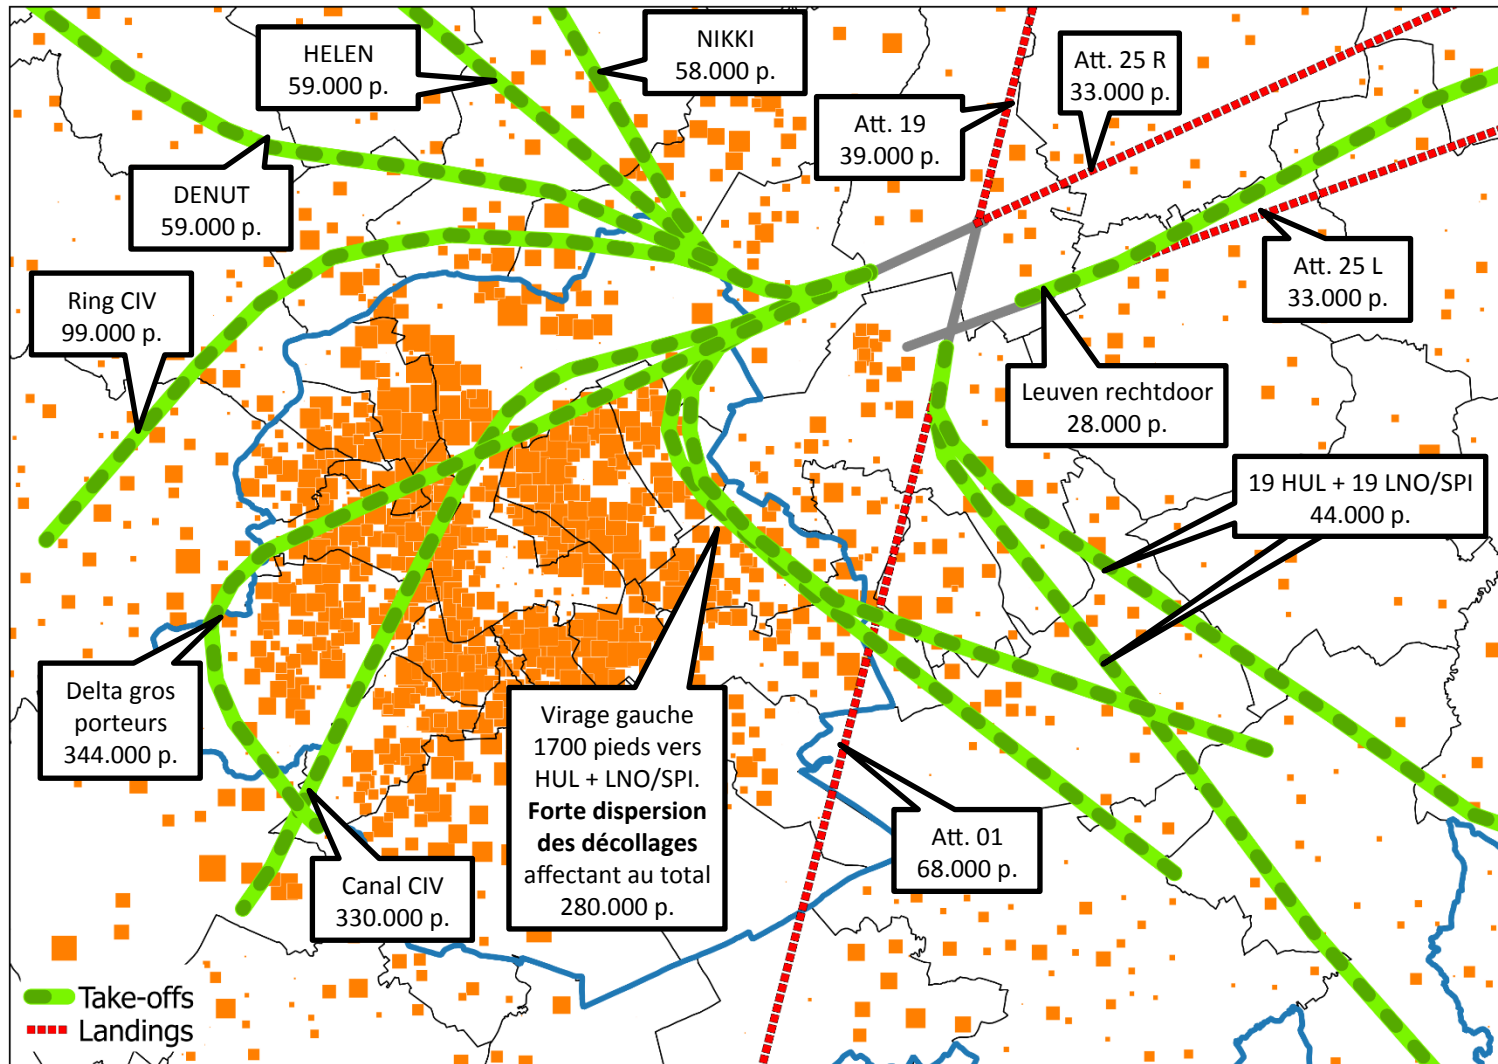 HELEN
59.000 p.
NIKKI
58.000 p.
Att. 25 R
33.000 p.
Att. 19
39.000 p.
DENUT
59.000 p.
Ring CIV
99.000 p.
Att. 25 L
33.000 p.
Leuven rechtdoor
28.000 p.
19 HUL + 19 LNO/SPI
44.000 p.
Delta gros
porteurs
344.000 p.
Virage gauche
1700 pieds vers
HUL + LNO/SPI.
Forte dispersion
des décollages
affectant au total
280.000 p.
Att. 01
68.000 p.
Canal CIV
330.000 p.
Take-offs
Landings